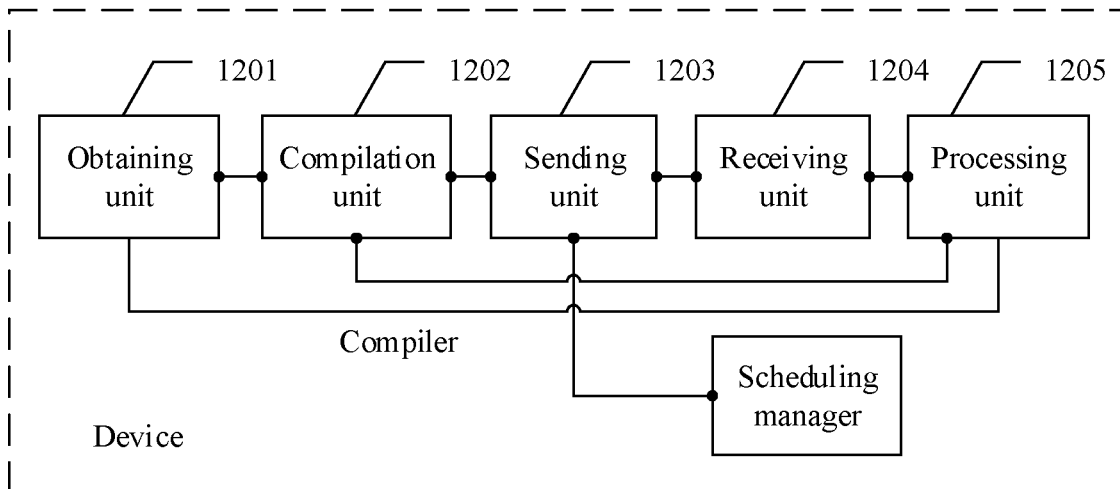 1201
1202
1203
1204
1205
Obtaining
unit
Compilation
unit
Sending
unit
Receiving
unit
Processing
unit
Compiler
Scheduling
manager
Device